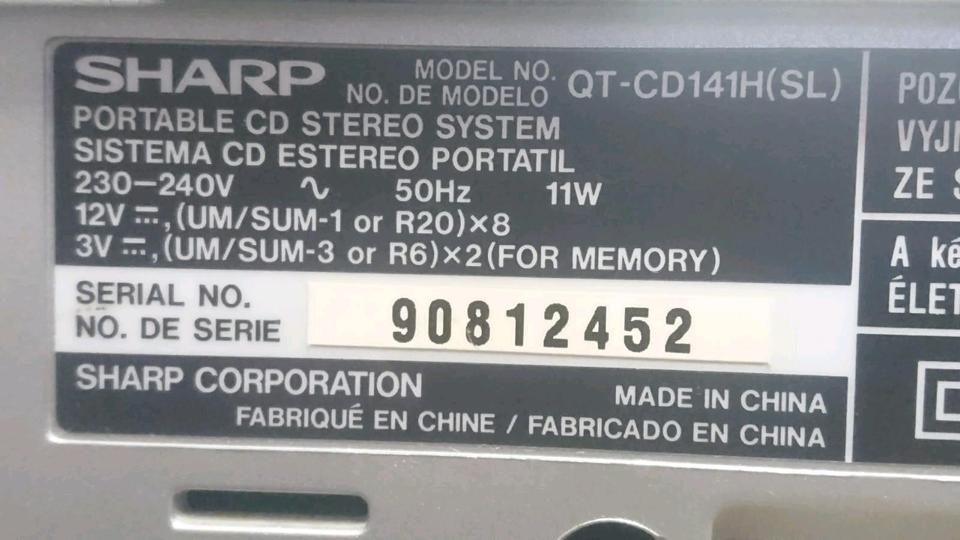 SHARP MODEL NO. NO. DE MODELO QT-CD141H(SL)
PORTABLE CD STEREO SYSTEM
SISTEMA CD ESTEREO PORTATIL
230–240V ∿ 50Hz 11W
12V ⎓, (UM/SUM-1 or R20)×8
3V ⎓, (UM/SUM-3 or R6)×2(FOR MEMORY)
SERIAL NO.
NO. DE SERIE 90812452
SHARP CORPORATION MADE IN CHINA
FABRIQUÉ EN CHINE / FABRICADO EN CHINA
ZE
A